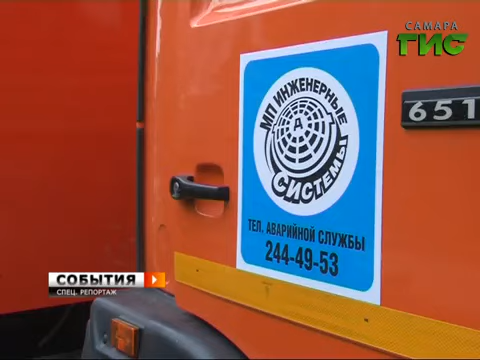 САМАРА
ГИС
651
МП ИНЖЕНЕРНЫЕ
Д
СИСТЕМЫ
ТЕЛ. АВАРИЙНОЙ СЛУЖБЫ
244-49-53
СОБЫТИЯ
СПЕЦ. РЕПОРТАЖ